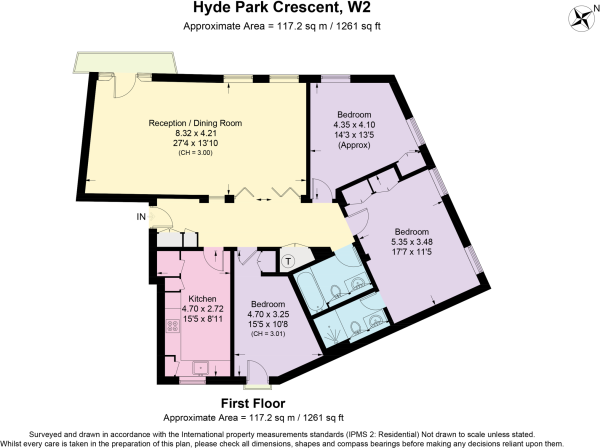 Hyde Park Crescent, W2
Approximate Area = 117.2 sq m / 1261 sq ft
N
Reception / Dining Room
8.32 x 4.21
27'4 x 13'10
(CH = 3.00)
Bedroom
4.35 x 4.10
14'3 x 13'5
(Approx)
IN
Bedroom
5.35 x 3.48
17'7 x 11'5
T
Kitchen
4.70 x 2.72
15'5 x 8'11
Bedroom
4.70 x 3.25
15'5 x 10'8
(CH = 3.01)
First Floor
Approximate Area = 117.2 sq m / 1261 sq ft
Surveyed and drawn in accordance with the International property measurements standards (IPMS 2: Residential) Not drawn to scale unless stated.
Whilst every care is taken in the preparation of this plan, please check all dimensions, shapes and compass bearings before making any decisions reliant upon them.